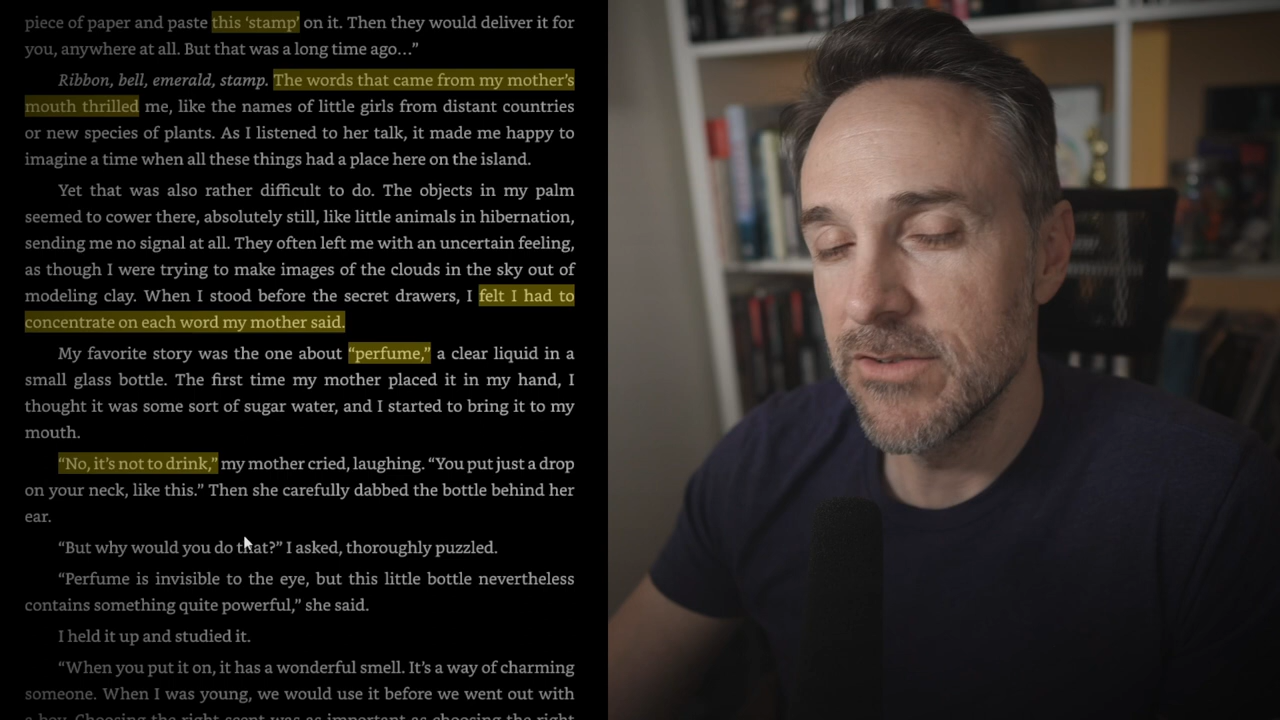 piece of paper and paste this ‘stamp’ on it. Then they would deliver it for
you, anywhere at all. But that was a long time ago…”
Ribbon, bell, emerald, stamp. The words that came from my mother’s
mouth thrilled me, like the names of little girls from distant countries
or new species of plants. As I listened to her talk, it made me happy to
imagine a time when all these things had a place here on the island.
Yet that was also rather difficult to do. The objects in my palm
seemed to cower there, absolutely still, like little animals in hibernation,
sending me no signal at all. They often left me with an uncertain feeling,
as though I were trying to make images of the clouds in the sky out of
modeling clay. When I stood before the secret drawers, I felt I had to
concentrate on each word my mother said.
My favorite story was the one about “perfume,” a clear liquid in a
small glass bottle. The first time my mother placed it in my hand, I
thought it was some sort of sugar water, and I started to bring it to my
mouth.
“No, it’s not to drink,” my mother cried, laughing. “You put just a drop
on your neck, like this.” Then she carefully dabbed the bottle behind her
ear.
“But why would you do that?” I asked, thoroughly puzzled.
“Perfume is invisible to the eye, but this little bottle nevertheless
contains something quite powerful,” she said.
I held it up and studied it.
“When you put it on, it has a wonderful smell. It’s a way of charming
someone. When I was young, we would use it before we went out with
a boy. Choosing the right scent was as important as choosing the right